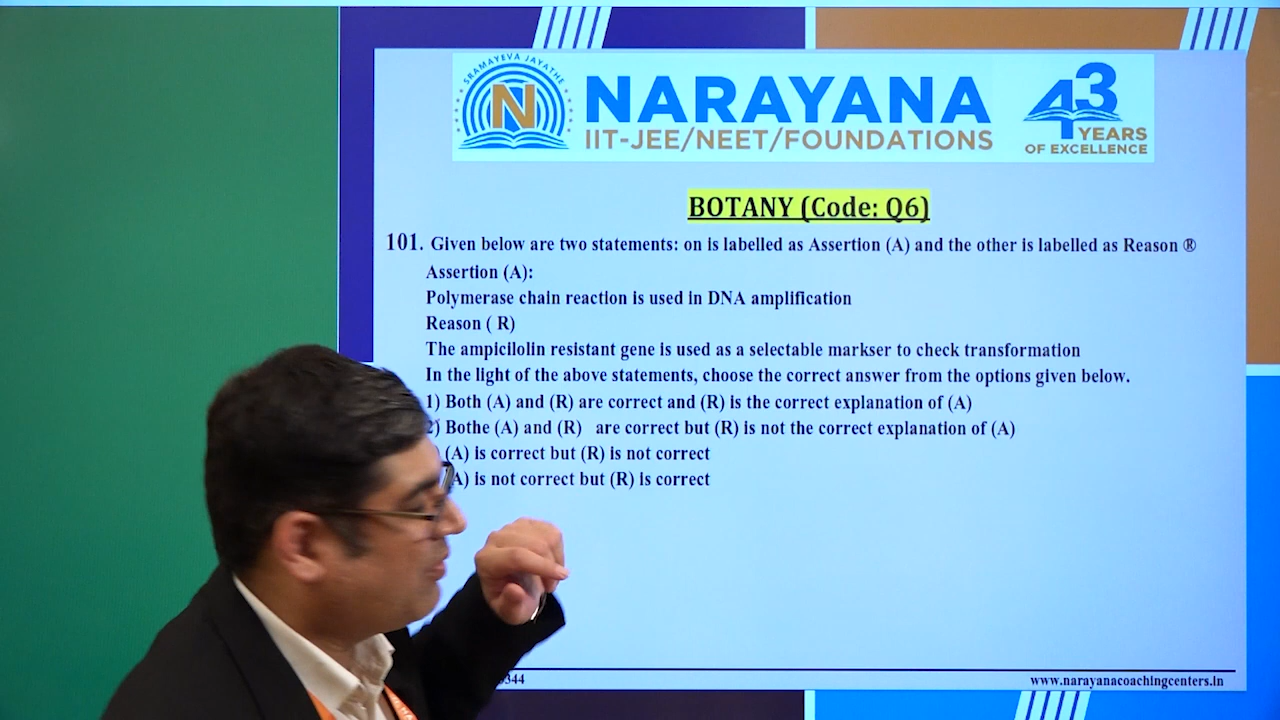 SRAMAYEVA JAYATHE
N
NARAYANA
IIT-JEE/NEET/FOUNDATIONS
43
YEARS
OF EXCELLENCE
BOTANY (Code: Q6)
101. Given below are two statements: on is labelled as Assertion (A) and the other is labelled as Reason ®
Assertion (A):
Polymerase chain reaction is used in DNA amplification
Reason ( R)
The ampicilolin resistant gene is used as a selectable markser to check transformation
In the light of the above statements, choose the correct answer from the options given below.
1) Both (A) and (R) are correct and (R) is the correct explanation of (A)
2) Bothe (A) and (R) are correct but (R) is not the correct explanation of (A)
(A) is correct but (R) is not correct
(A) is not correct but (R) is correct
344
www.narayanacoachingcenters.in